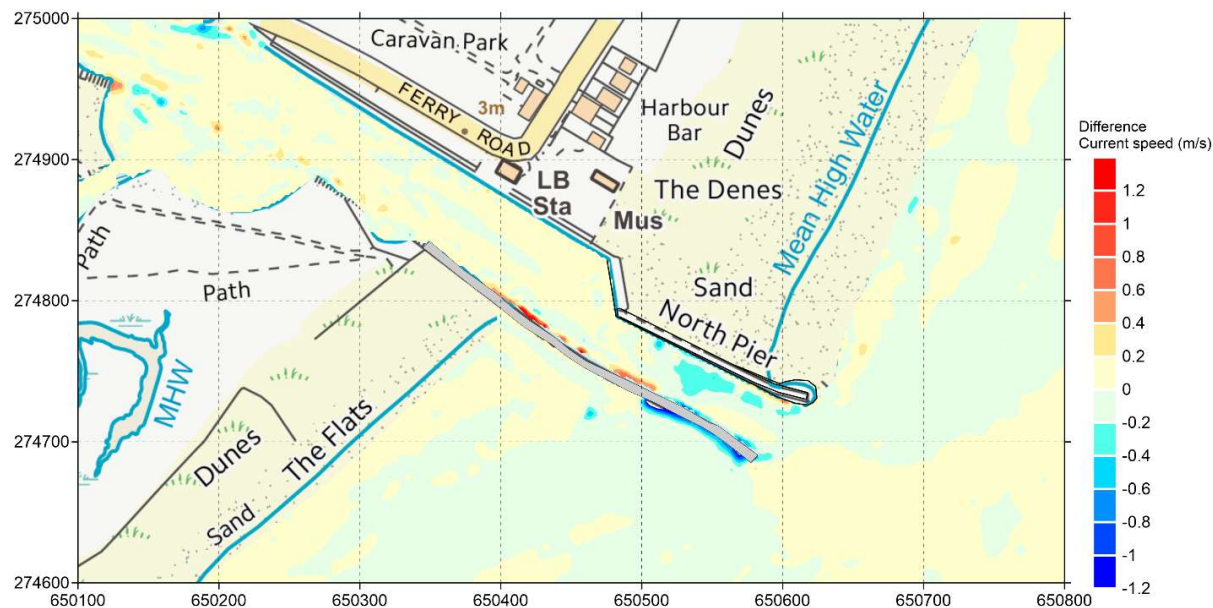 275000
274900
274800
274700
274600
650100
650200
650300
650400
650500
650600
650700
650800
Caravan Park
FERRY ROAD
3m
Harbour
Bar
Dunes
The Denes
LB
Sta
Mus
Mean High Water
Path
Path
Sand
North Pier
MHW
Dunes
The Flats
Sand
Difference
Current speed (m/s)
1.2
1
0.8
0.6
0.4
0.2
0
-0.2
-0.4
-0.6
-0.8
-1
-1.2